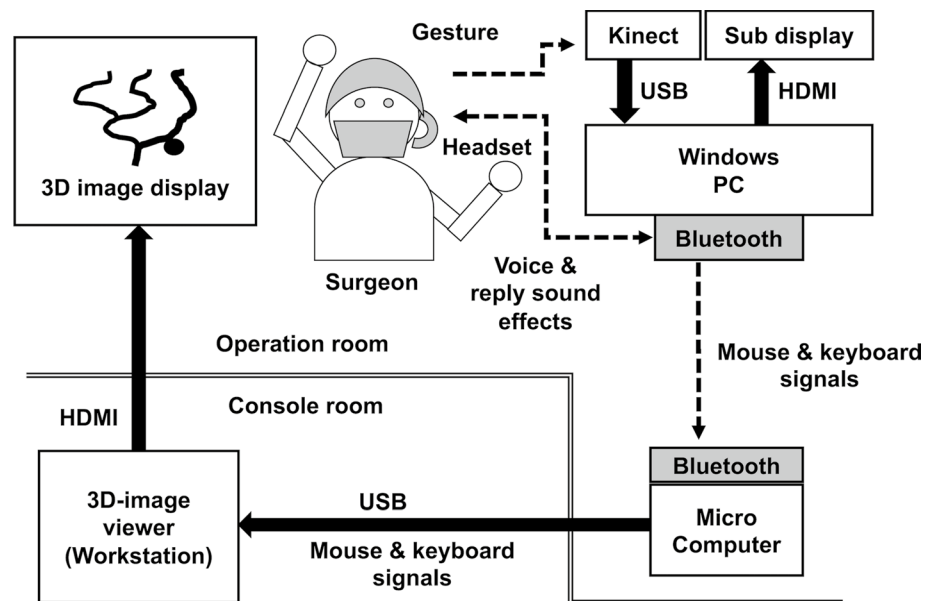 Gesture
Kinect
Sub display
USB
HDMI
Headset
Windows
PC
Bluetooth
3D image display
Surgeon
Voice &
reply sound
effects
Operation room
Mouse & keyboard
signals
Console room
HDMI
Bluetooth
Micro
Computer
USB
Mouse & keyboard
signals
3D-image
viewer
(Workstation)